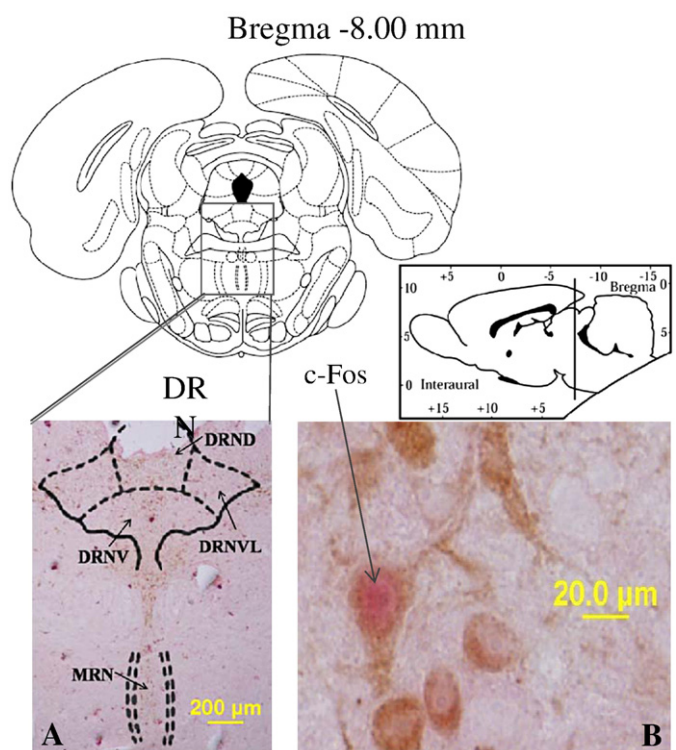 Bregma -8.00 mm
+5 0 -5 -10 -15
Bregma
10 0
5 5
0 Interaural
+15 +10 +5
DR
N
c-Fos
DRND
DRNV
DRNVL
MRN
200 µm
A
20.0 µm
B